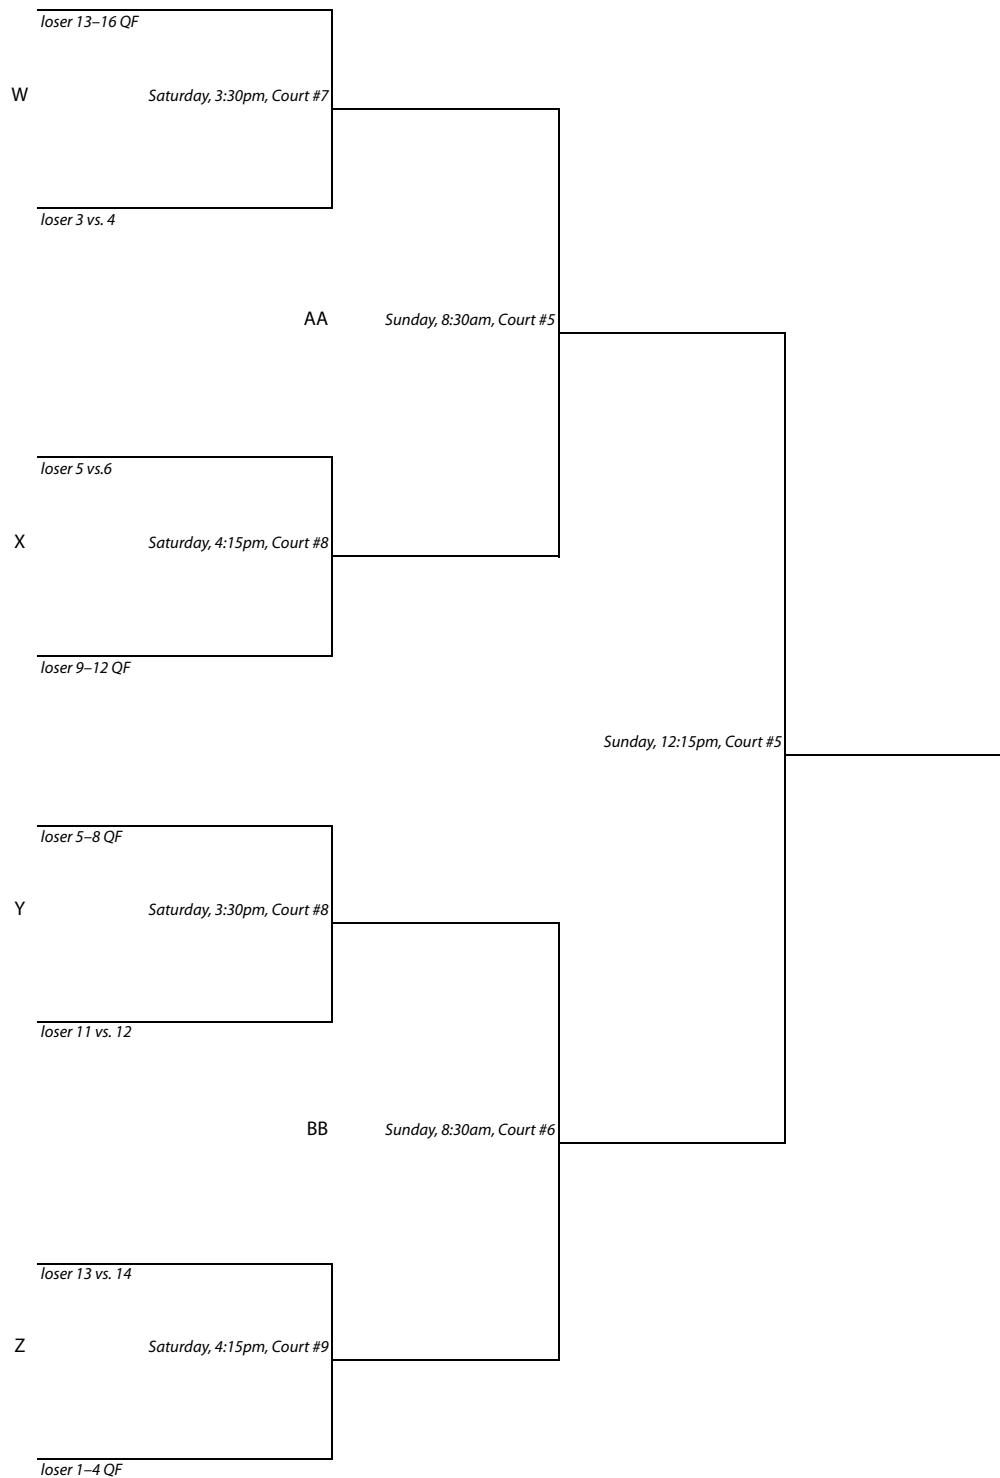 loser 13–16 QF
W
Saturday, 3:30pm, Court #7
loser 3 vs. 4
AA
Sunday, 8:30am, Court #5
loser 5 vs.6
X
Saturday, 4:15pm, Court #8
loser 9–12 QF
Sunday, 12:15pm, Court #5
loser 5–8 QF
Y
Saturday, 3:30pm, Court #8
loser 11 vs. 12
BB
Sunday, 8:30am, Court #6
loser 13 vs. 14
Z
Saturday, 4:15pm, Court #9
loser 1–4 QF